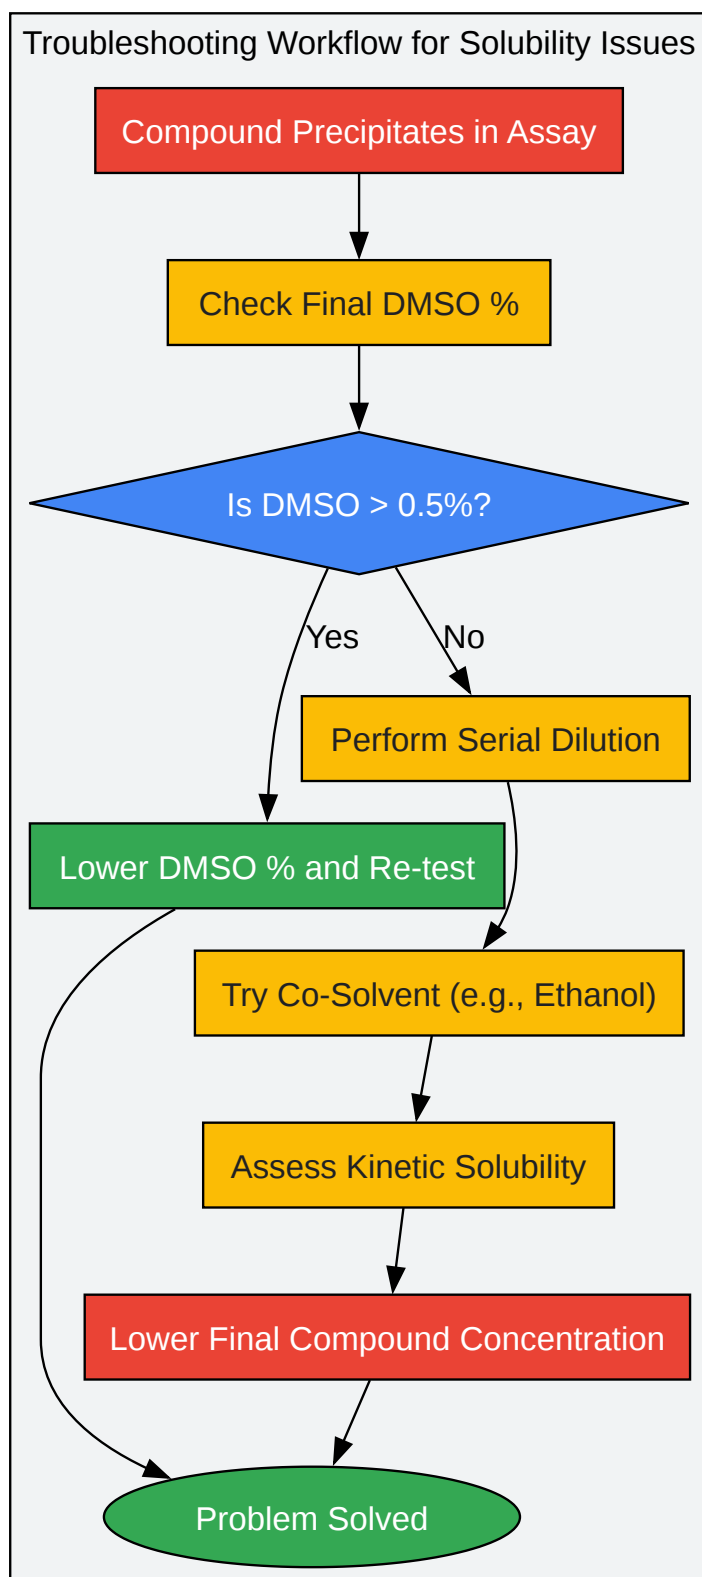 Troubleshooting Workflow for Solubility Issues
Compound Precipitates in Assay
Check Final DMSO %
Is DMSO > 0.5%?
Yes
No
Perform Serial Dilution
Lower DMSO % and Re-test
Try Co-Solvent (e.g., Ethanol)
Assess Kinetic Solubility
Lower Final Compound Concentration
Problem Solved